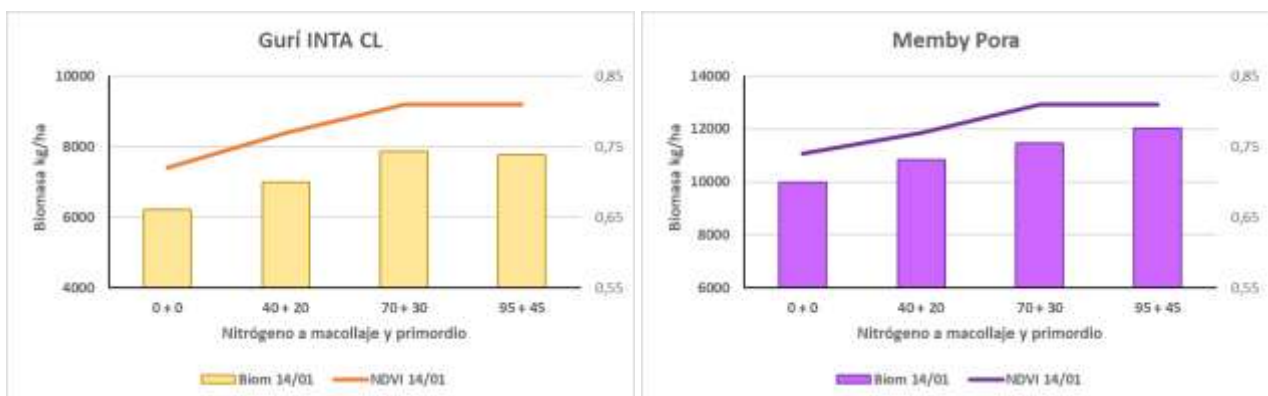 Gurí INTA CL
Biomasa kg/ha
10000
8000
6000
4000
0,85
0,75
0,65
0,55
0 + 0
40 + 20
70 + 30
95 + 45
Nitrógeno a macollaje y primordio
Biom 14/01
NDVI 14/01
Memby Pora
Biomasa kg/ha
14000
12000
10000
8000
6000
0,85
0,75
0,65
0,55
0 + 0
40 + 20
70 + 30
95 + 45
Nitrógeno a macollaje y primordio
Biom 14/01
NDVI 14/01